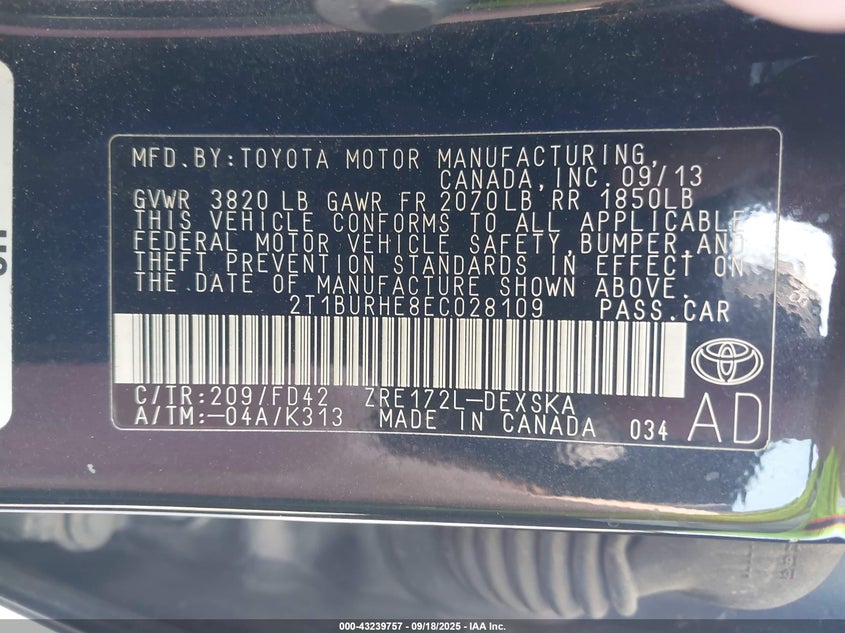 MFD.BY:TOYOTA MOTOR MANUFACTURING,
CANADA,INC. 09/13
GVWR 3820 LB GAWR FR 2070LB RR 1850LB
THIS VEHICLE CONFORMS TO ALL APPLICABLE
FEDERAL MOTOR VEHICLE SAFETY,BUMPER,AND
THEFT PREVENTION STANDARDS IN EFFECT ON
THE DATE OF MANUFACTURE SHOWN ABOVE.
2T1BURHE8EC028109 PASS.CAR
C/TR:209/FD42 ZRE172L-DEXSKA
A/TM:-04A/K313 MADE IN CANADA 034 AD
000-43239757 - 09/18/2025 - IAA Inc.